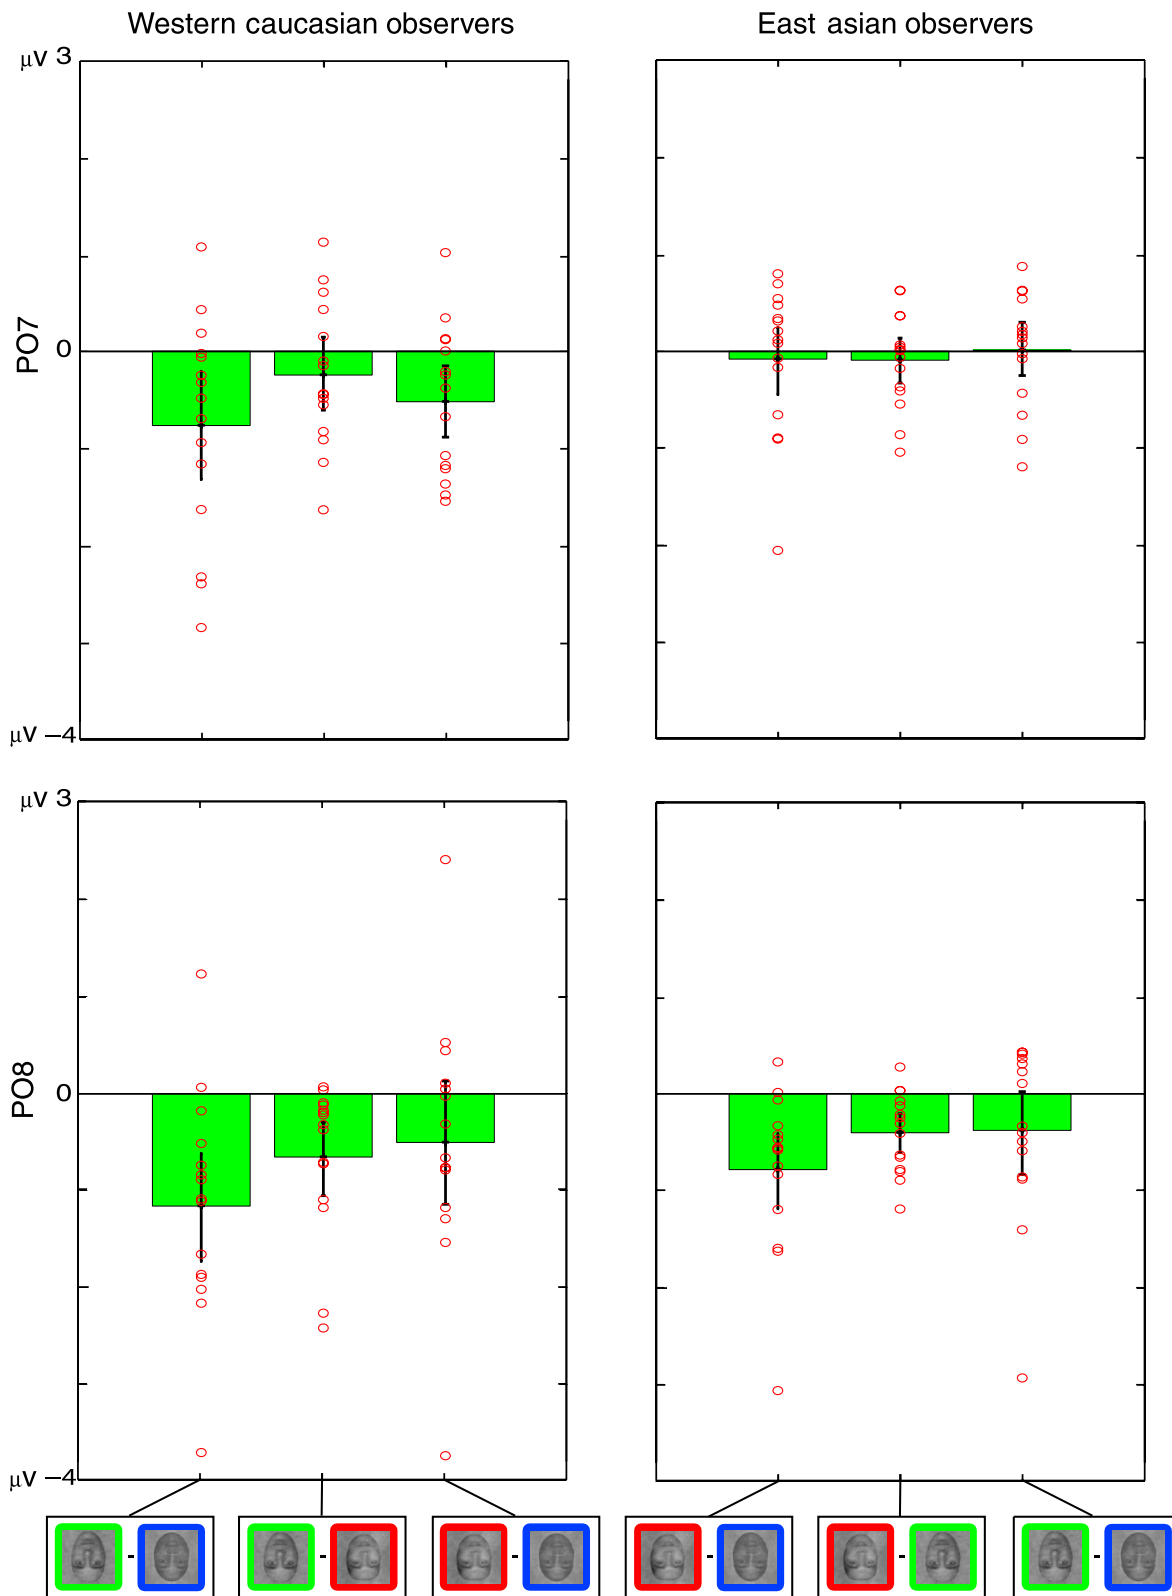 Western caucasian observers
East asian observers
μV 3
PO7
0
μV −4
μV 3
PO8
0
μV −4
- - -
- - -